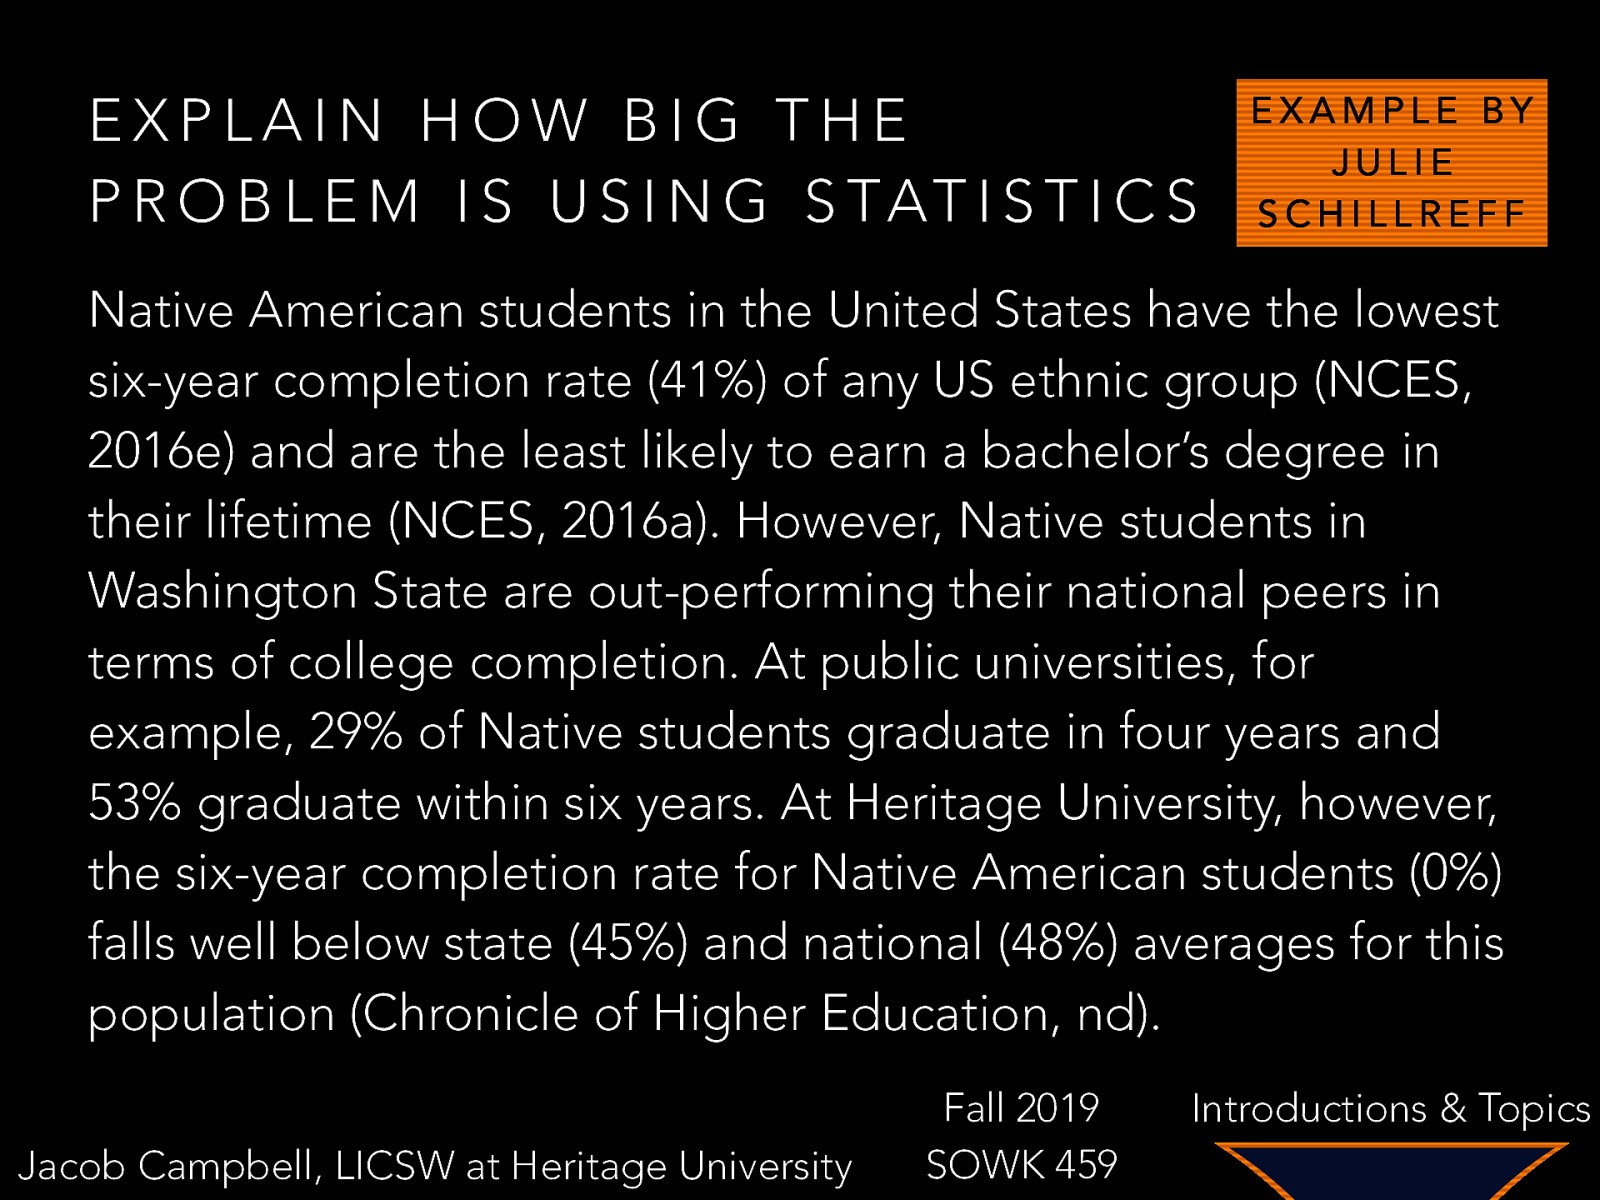 EXPLAIN HOW BIG THE
PROBLEM IS USING STATISTICS
EXAMPLE BY
JULIE
SCHILLREFF
Native American students in the United States have the lowest
six-year completion rate (41%) of any US ethnic group (NCES,
2016e) and are the least likely to earn a bachelor’s degree in
their lifetime (NCES, 2016a). However, Native students in
Washington State are out-performing their national peers in
terms of college completion. At public universities, for
example, 29% of Native students graduate in four years and
53% graduate within six years. At Heritage University, however,
the six-year completion rate for Native American students (0%)
falls well below state (45%) and national (48%) averages for this
population (Chronicle of Higher Education, nd).
Fall 2019
Introductions & Topics
Jacob Campbell, LICSW at Heritage University
SOWK 459